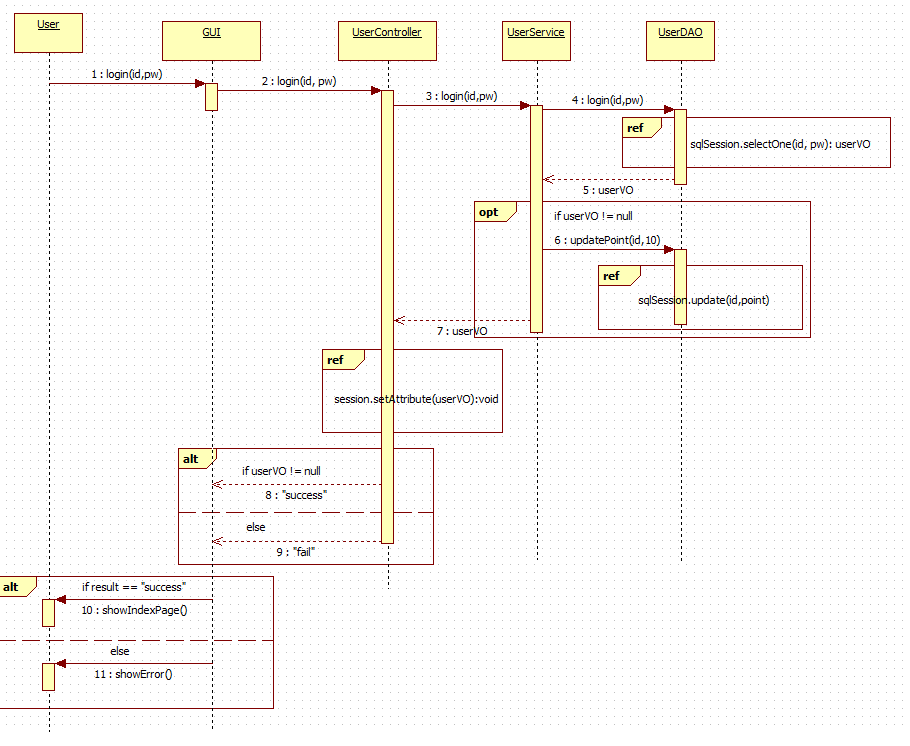 User
GUI
UserController
UserService
UserDAO
1 : login(id,pw)
2 : login(id, pw)
3 : login(id,pw)
4 : login(id,pw)
ref
sqlSession.selectOne(id, pw): userVO
5 : userVO
opt
if userVO != null
6 : updatePoint(id,10)
ref
sqlSession.update(id,point)
7 : userVO
ref
session.setAttribute(userVO):void
alt
if userVO != null
8 : "success"
else
9 : "fail"
alt
if result == "success"
10 : showIndexPage()
else
11 : showError()